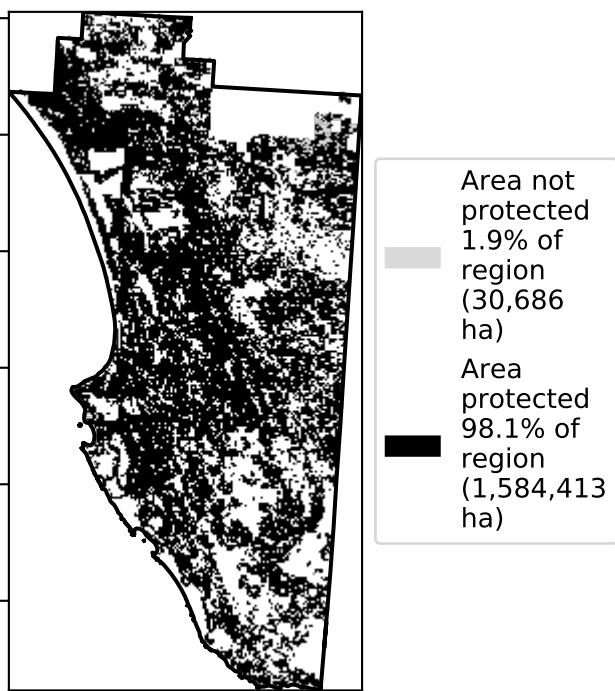 Area not
protected
1.9% of
region
(30,686
ha)
Area
protected
98.1% of
region
(1,584,413
ha)